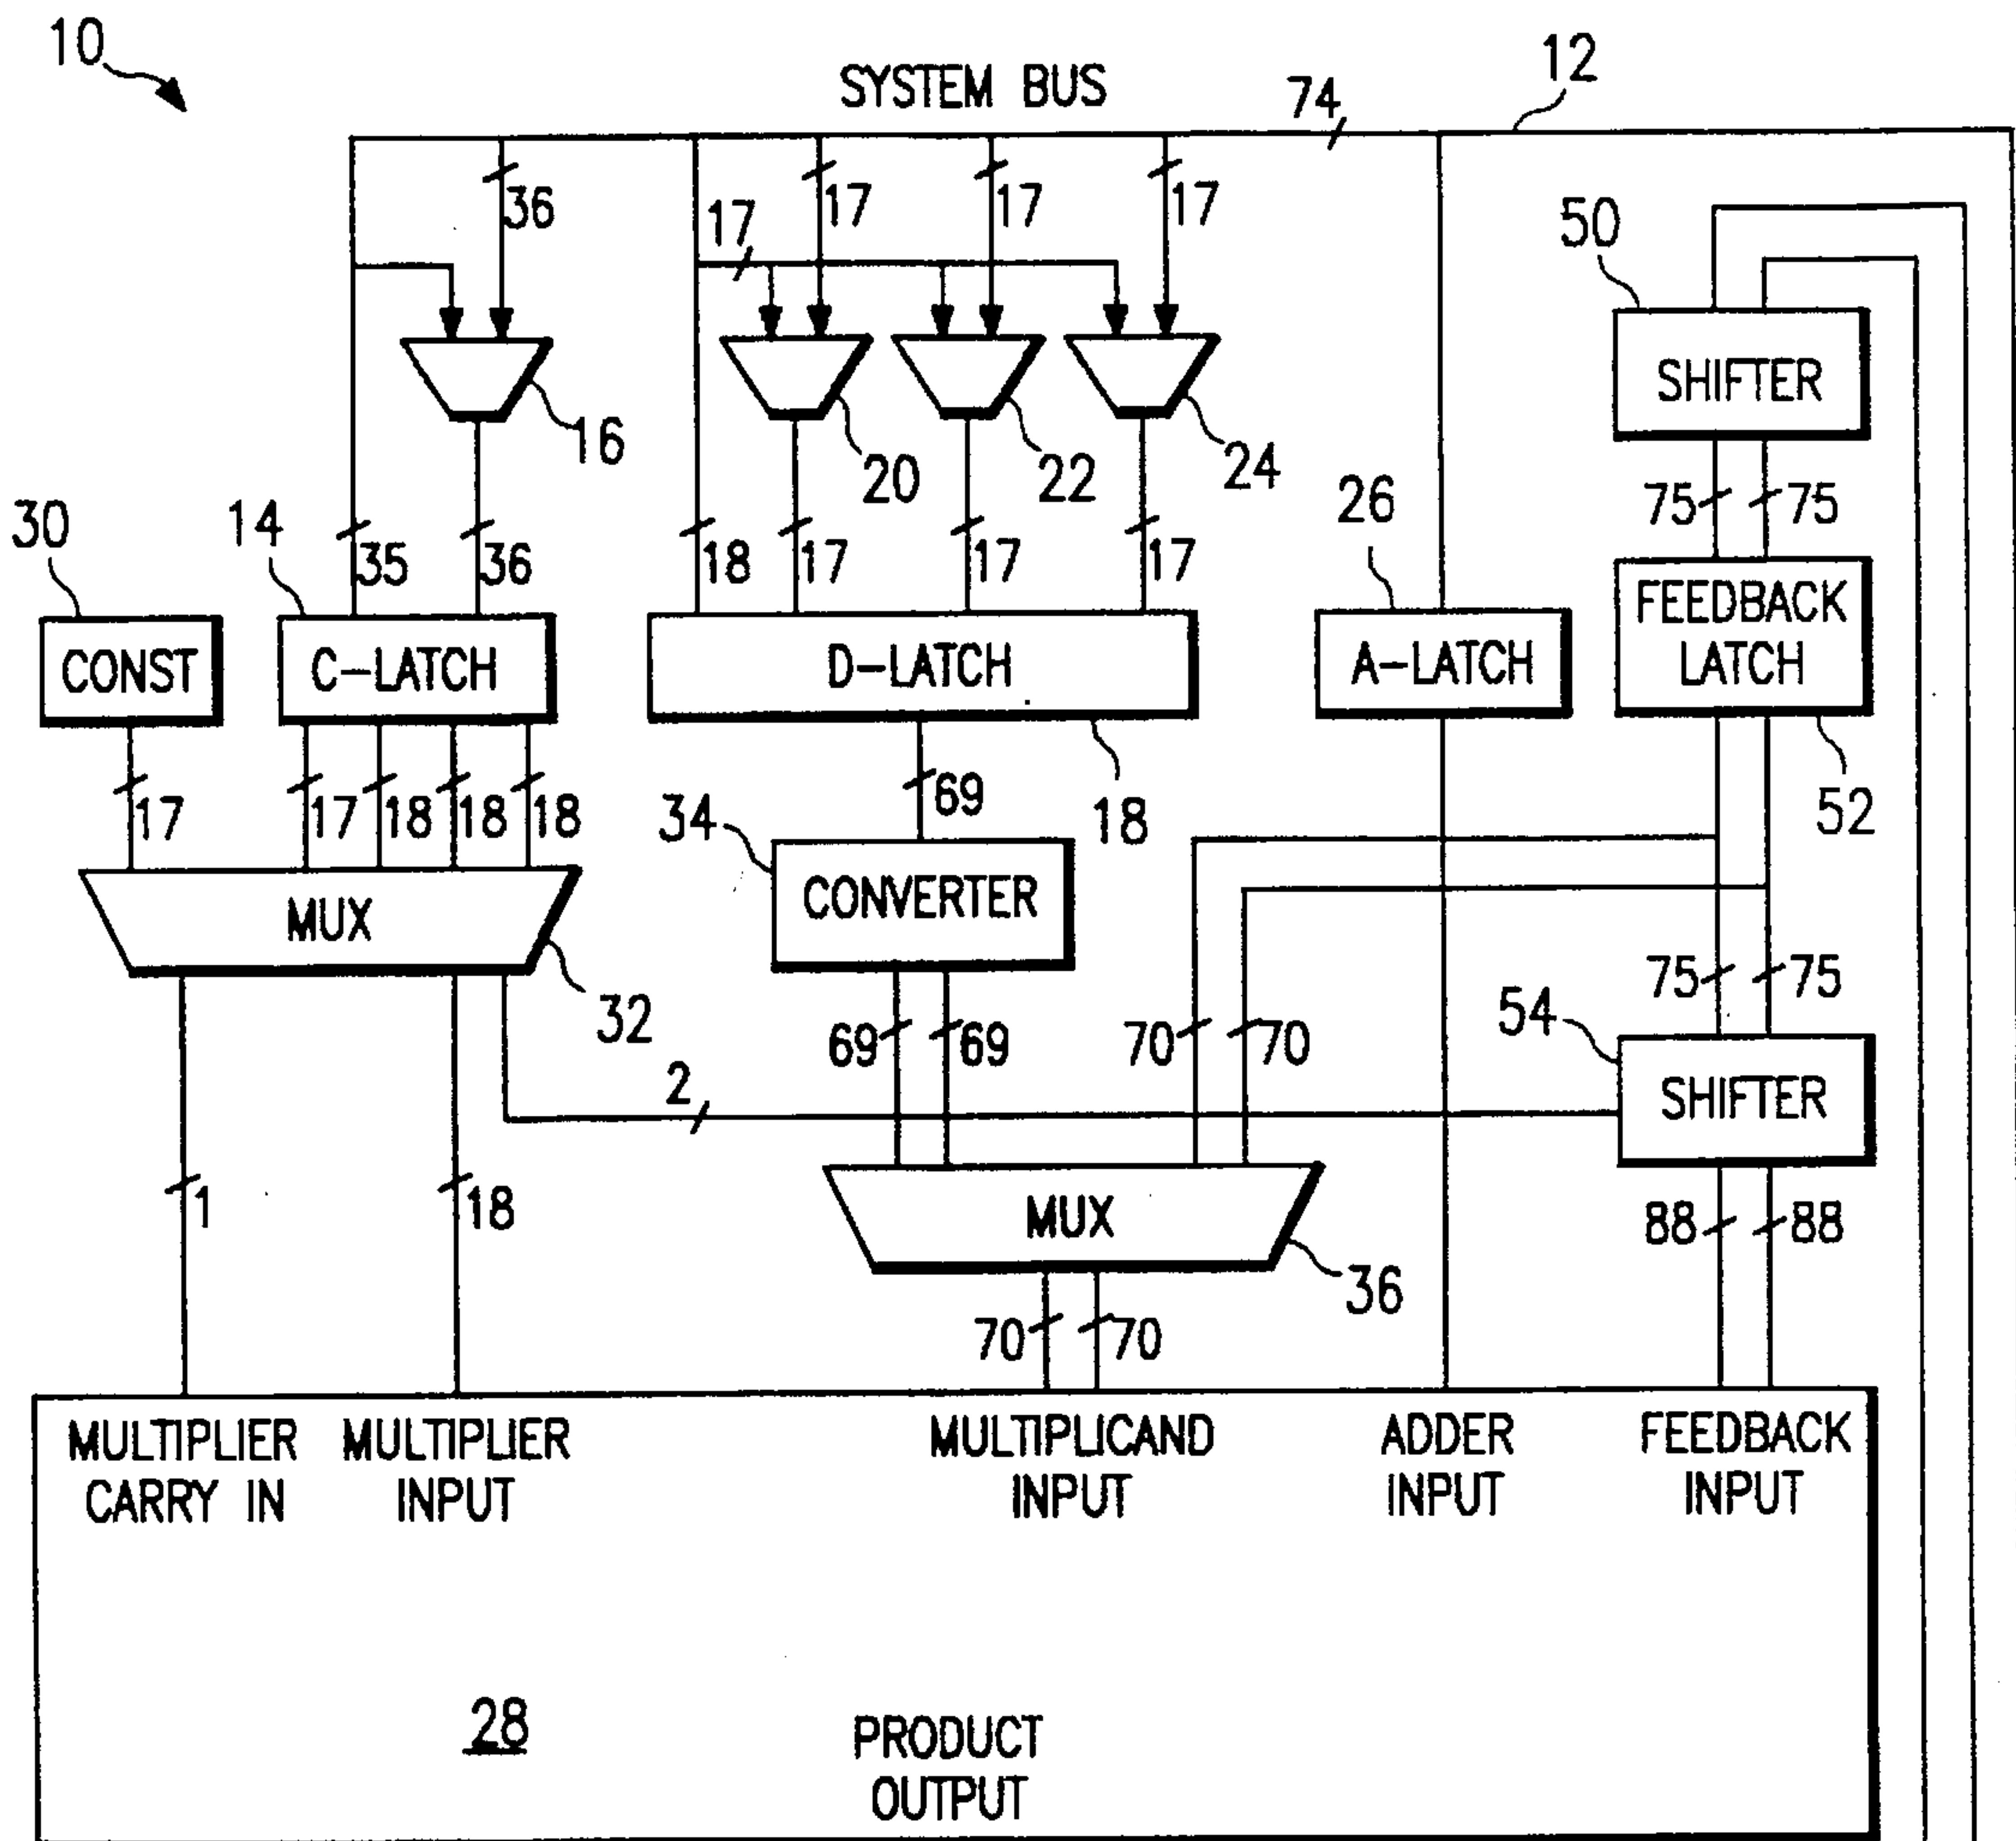 10
SYSTEM BUS
74
12
36
17
17
17
17
50
SHIFTER
16
20
22
24
75
75
30
14
35
36
18
17
17
17
26
CONST
C-LATCH
D-LATCH
A-LATCH
FEEDBACK
LATCH
17
17
18
18
18
69
18
52
34
MUX
CONVERTER
32
69
69
70
70
75
75
54
2
SHIFTER
1
18
MUX
88
88
36
70
70
MULTIPLIER
CARRY IN
MULTIPLIER
INPUT
MULTIPLICAND
INPUT
ADDER
INPUT
FEEDBACK
INPUT
28
PRODUCT
OUTPUT